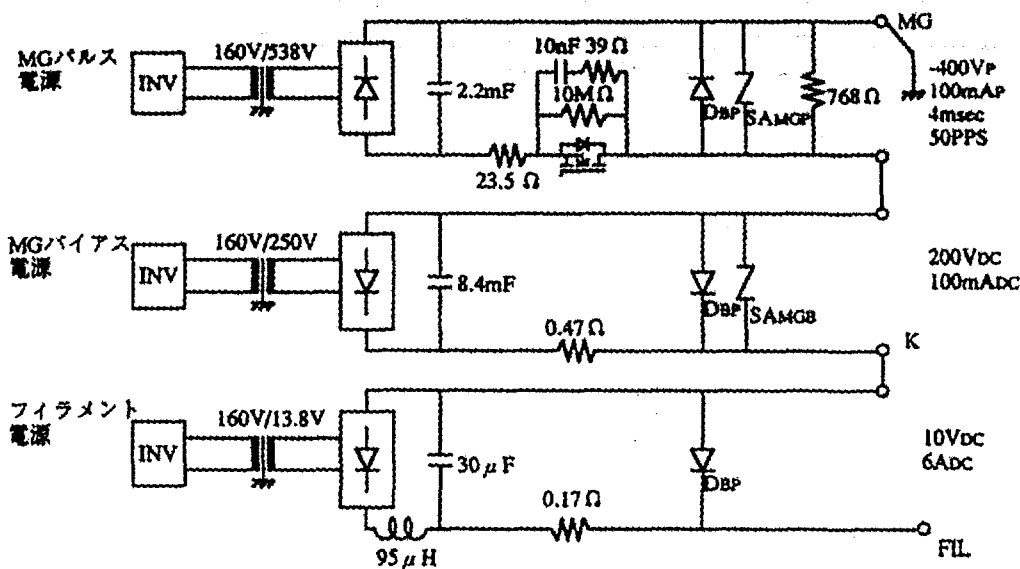 MGパルス
電源
INV
160V/538V
2.2mF
10nF 39Ω
10MΩ
23.5 Ω
DBP
SAMGP
768Ω
MG
-400VP
100mAP
4msec
50PPS
MGバイアス
電源
INV
160V/250V
8.4mF
0.47Ω
DBP
SAMGB
200VDC
100mADC
K
フィラメント
電源
INV
160V/13.8V
30μF
95μH
0.17Ω
DBP
10VDC
6ADC
FIL